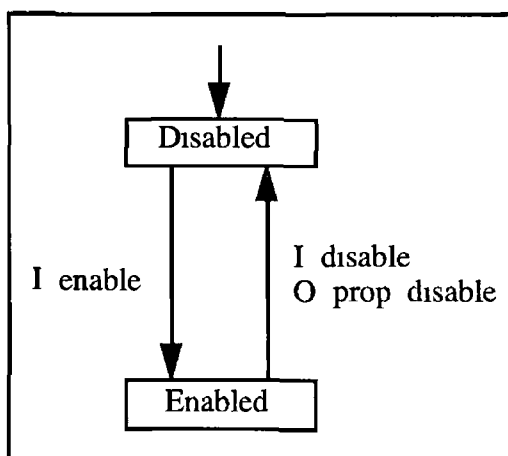 Disabled
I enable
I disable
O prop disable
Enabled